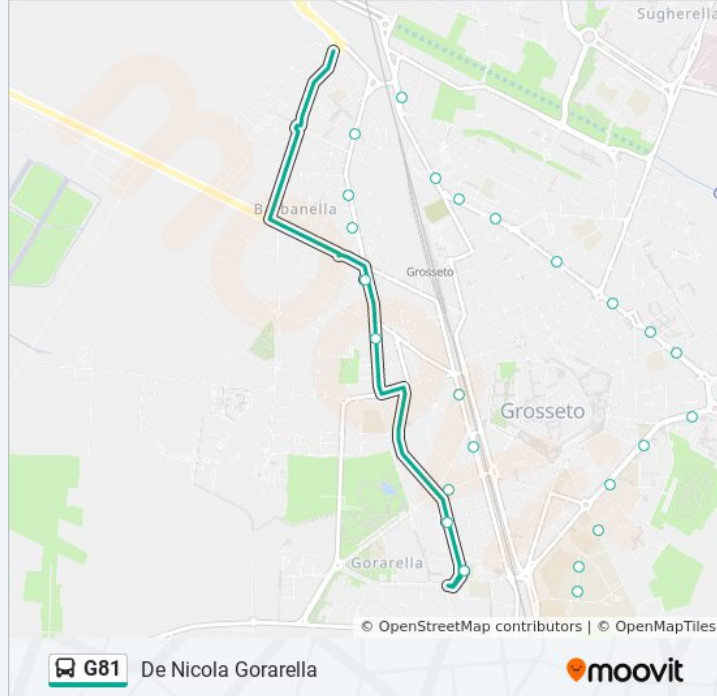 Sugherella
Barbanella
Grosseto
Grosseto
Gorarella
© OpenStreetMap contributors | © OpenMapTiles
G81 De Nicola Gorarella
moovit